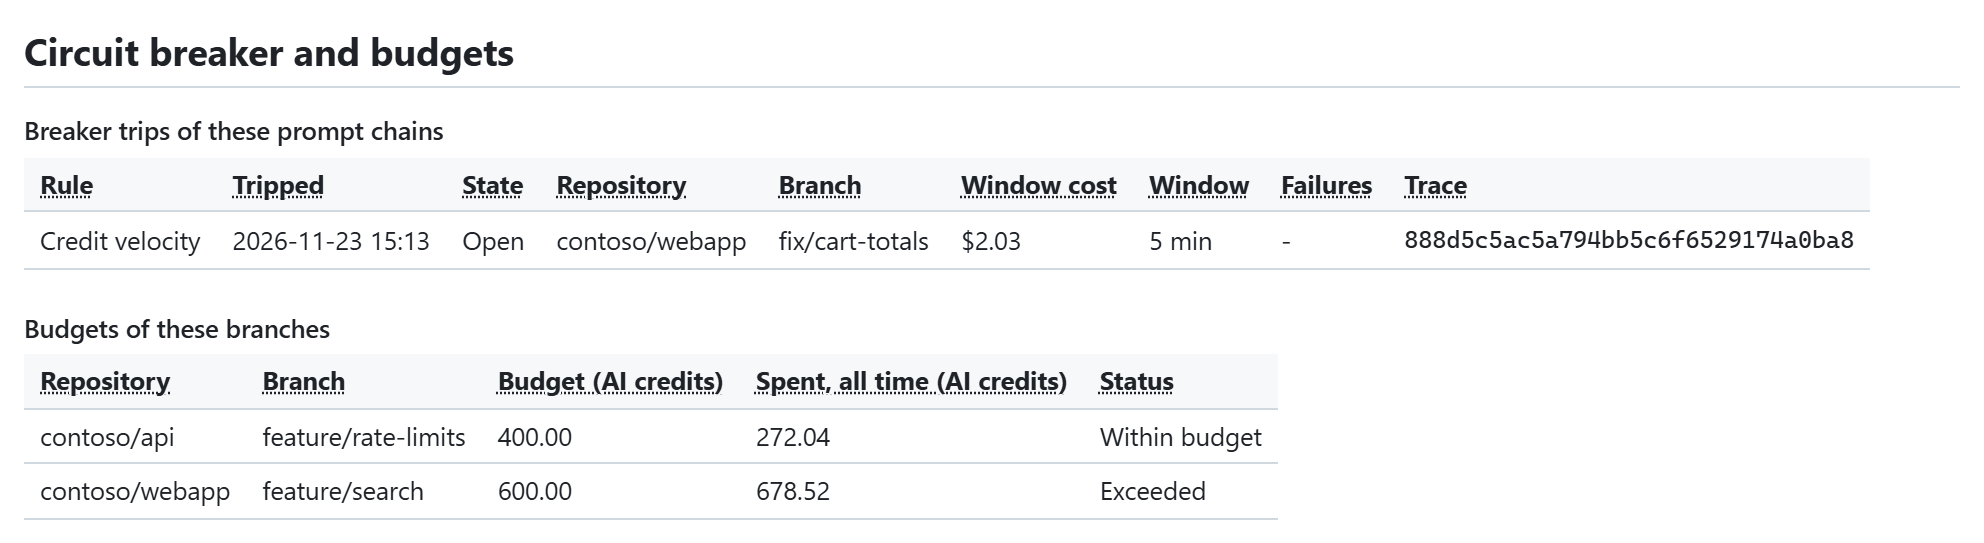 Circuit breaker and budgets
Breaker trips of these prompt chains
Rule Tripped State Repository Branch Window cost Window Failures Trace
Credit velocity 2026-11-23 15:13 Open contoso/webapp fix/cart-totals $2.03 5 min - 888d5c5ac5a794bb5c6f6529174a0ba8
Budgets of these branches
Repository Branch Budget (AI credits) Spent, all time (AI credits) Status
contoso/api feature/rate-limits 400.00 272.04 Within budget
contoso/webapp feature/search 600.00 678.52 Exceeded